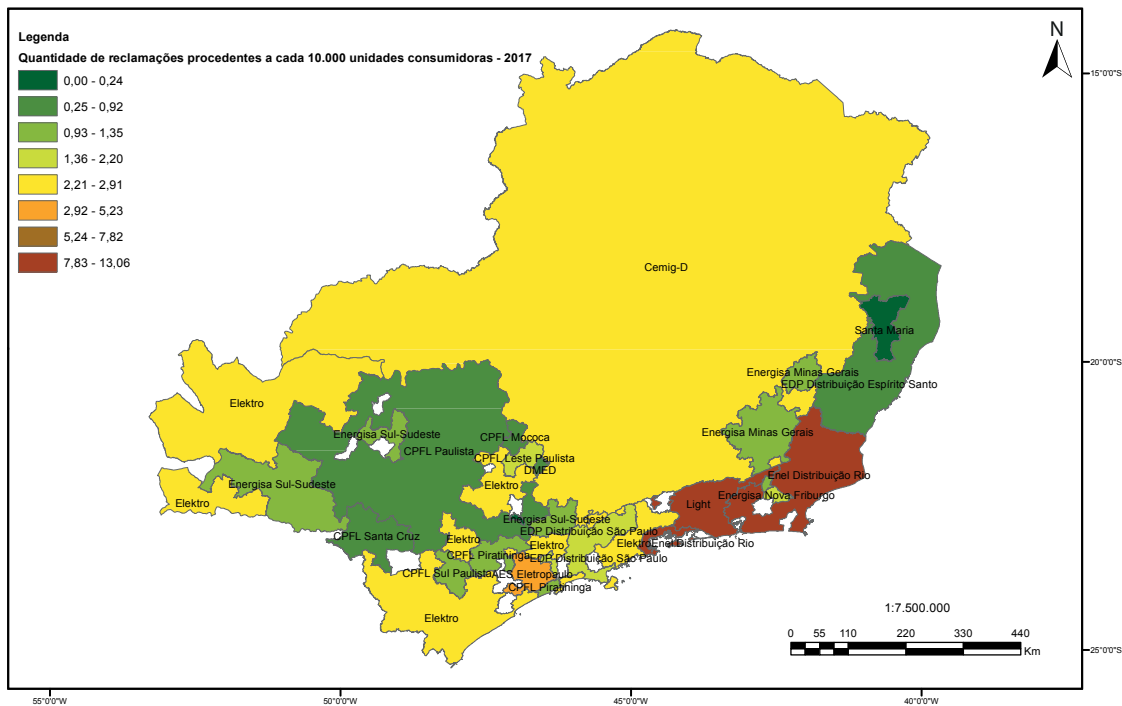 Legenda
Quantidade de reclamações procedentes a cada 10.000 unidades consumidoras - 2017
0,00 - 0,24
0,25 - 0,92
0,93 - 1,35
1,36 - 2,20
2,21 - 2,91
2,92 - 5,23
5,24 - 7,82
7,83 - 13,06
N
15°0'0"S
Cemig-D
Santa Maria
20°0'0"S
Energisa Minas Gerais
EDP Distribuição Espírito Santo
Elektro
Energisa Sul-Sudeste
CPFL Mococa
Energisa Minas Gerais
CPFL Paulista
CPFL Leste Paulista
DMED
Enel Distribuição Rio
Energisa Sul-Sudeste
Elektro
Energisa Nova Friburgo
Elektro
Light
Energisa Sul-Sudeste
EDP Distribuição São Paulo
CPFL Santa Cruz
Elektro
Elektro
Elektro
Enel Distribuição Rio
CPFL Piratininga
EDP Distribuição São Paulo
CPFL Sul Paulista
AES Eletropaulo
CPFL Piratininga
Elektro
1:7.500.000
0 55 110 220 330 440
Km
25°0'0"S
55°0'0"W 50°0'0"W 45°0'0"W 40°0'0"W